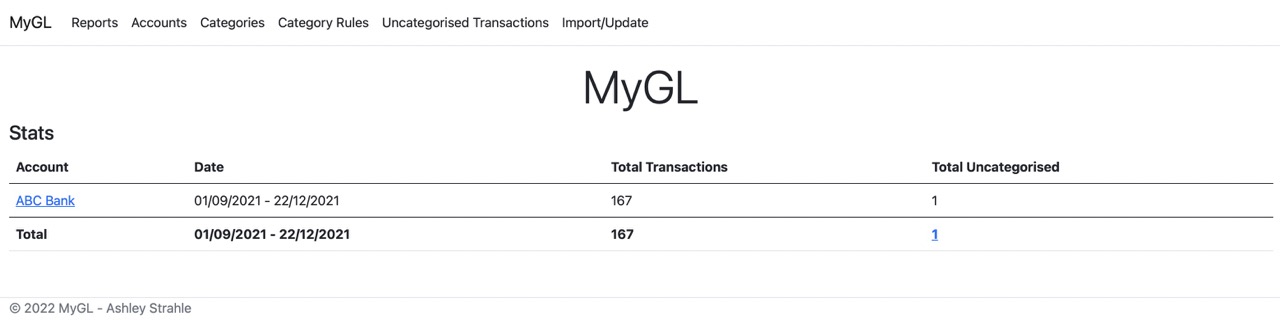 MyGL Reports Accounts Categories Category Rules Uncategorised Transactions Import/Update
MyGL
Stats
Account Date Total Transactions Total Uncategorised
ABC Bank 01/09/2021 - 22/12/2021 167 1
Total 01/09/2021 - 22/12/2021 167 1
© 2022 MyGL - Ashley Strahle